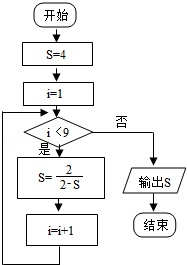 开始
S=4
i=1
i<9
否
是
S=2/(2-S)
输出S
i=i+1
结束